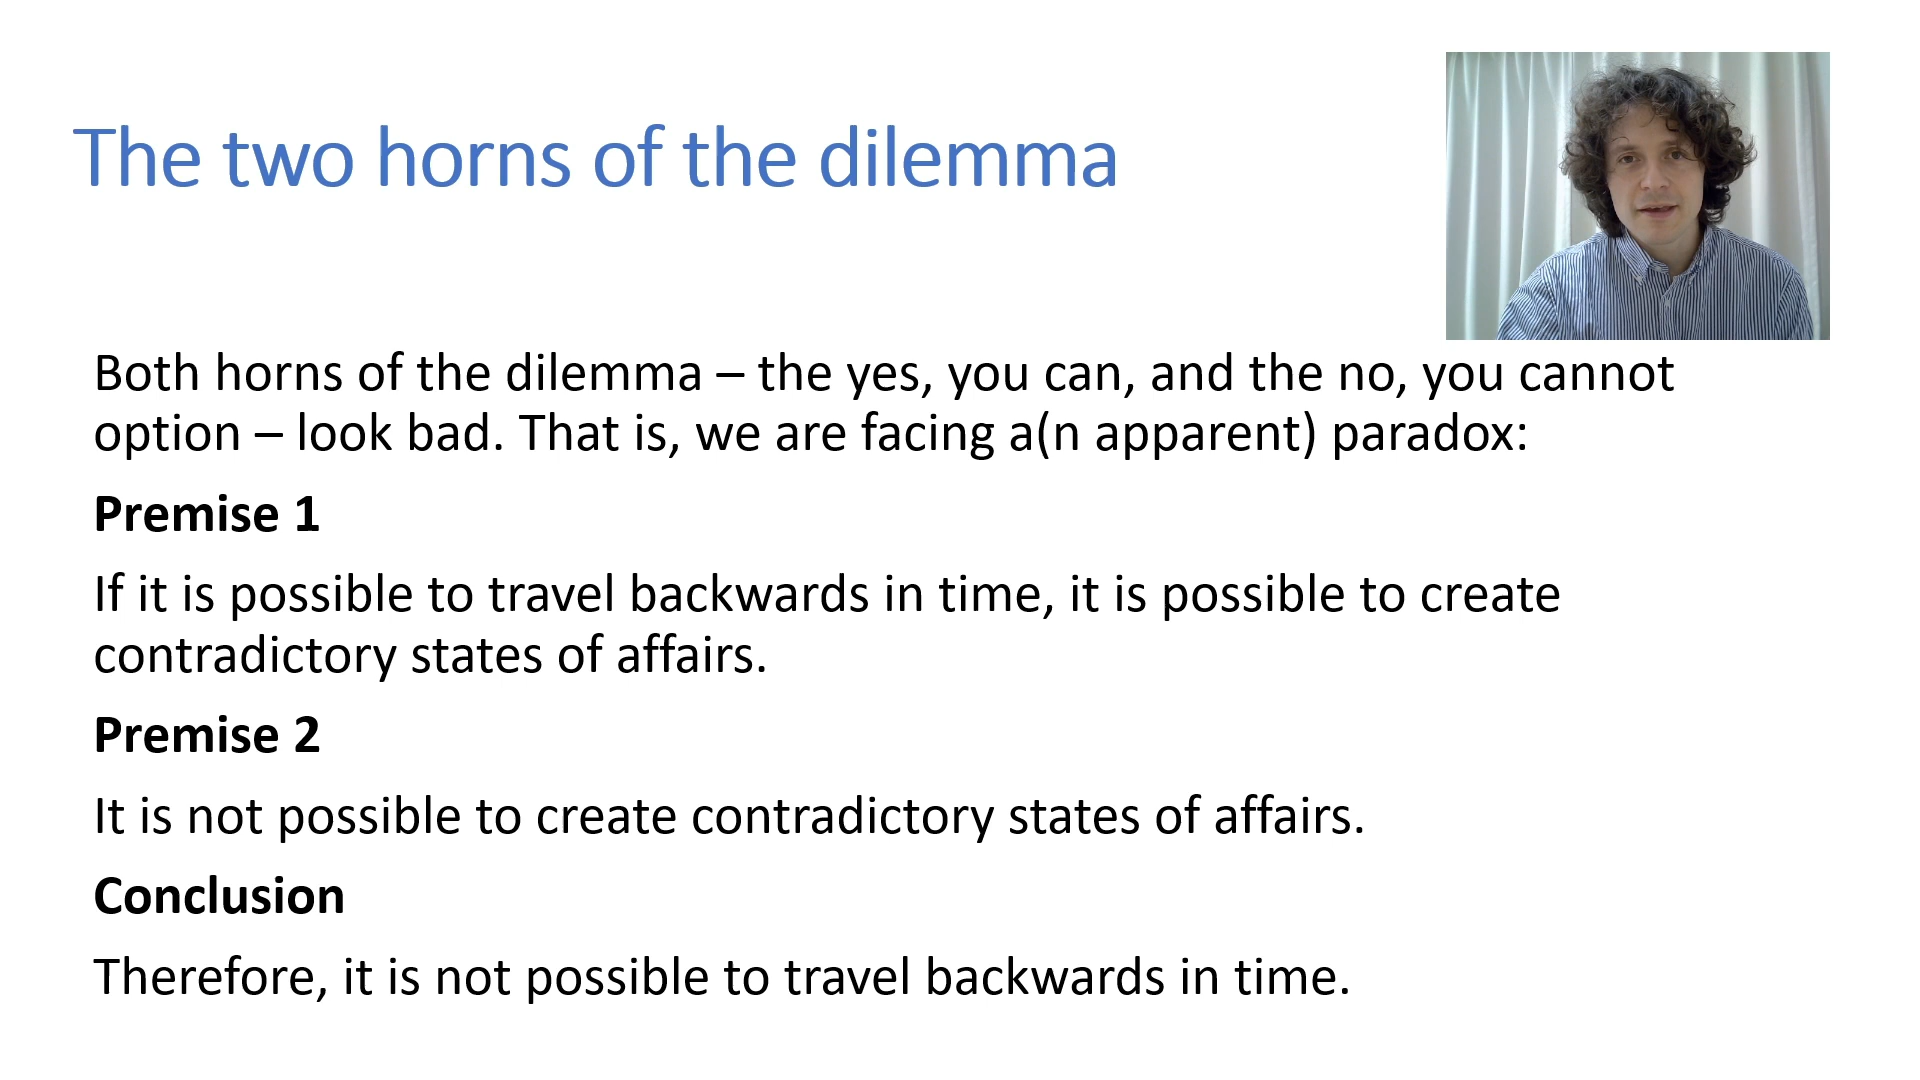 The two horns of the dilemma
Both horns of the dilemma – the yes, you can, and the no, you cannot
option – look bad. That is, we are facing a(n apparent) paradox:
Premise 1
If it is possible to travel backwards in time, it is possible to create
contradictory states of affairs.
Premise 2
It is not possible to create contradictory states of affairs.
Conclusion
Therefore, it is not possible to travel backwards in time.